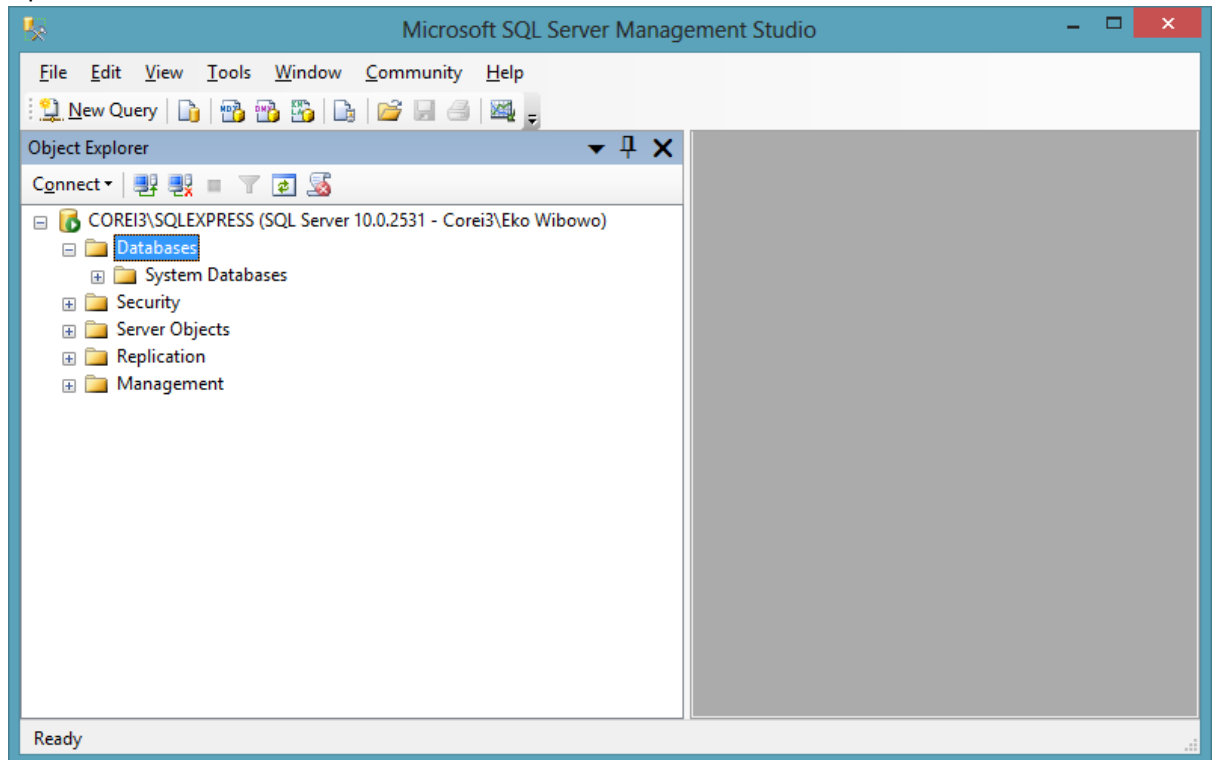 Microsoft SQL Server Management Studio
File Edit View Tools Window Community Help
New Query
Object Explorer
Connect
COREI3\SQLEXPRESS (SQL Server 10.0.2531 - Corei3\Eko Wibowo)
Databases
System Databases
Security
Server Objects
Replication
Management
Ready